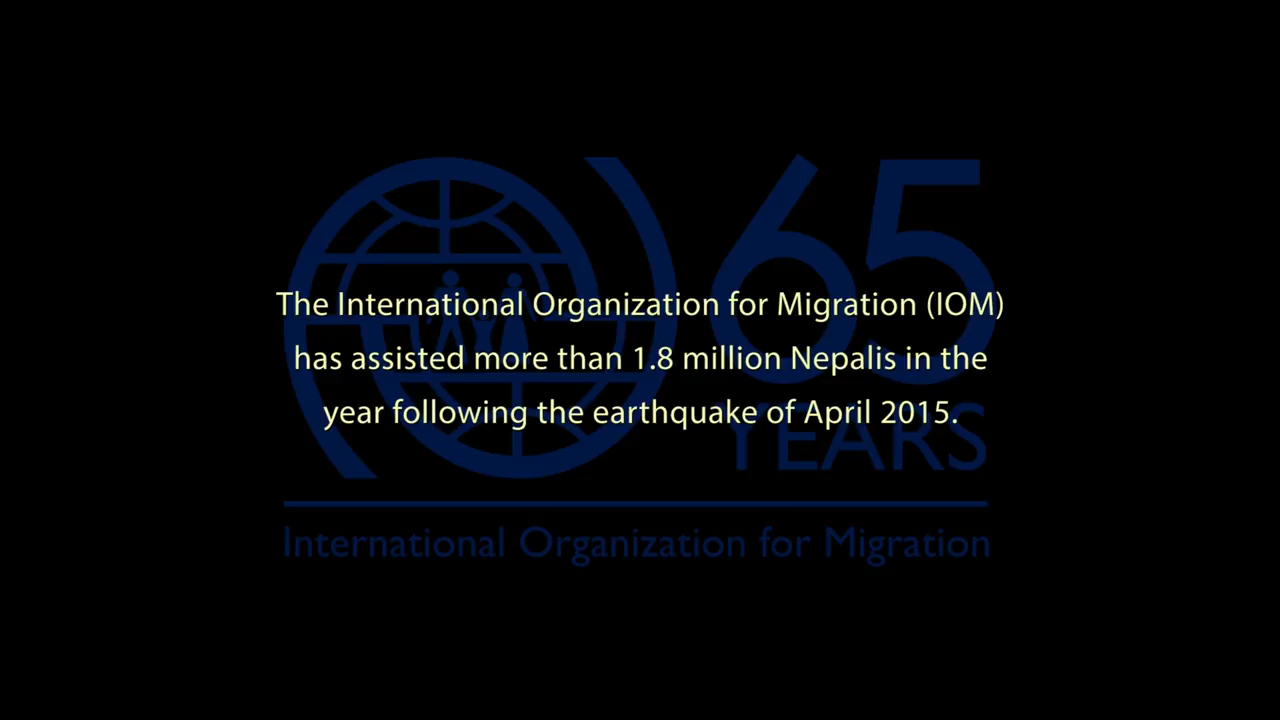 The International Organization for Migration (IOM)
has assisted more than 1.8 million Nepalis in the
year following the earthquake of April 2015.
65
YEARS
International Organization for Migration